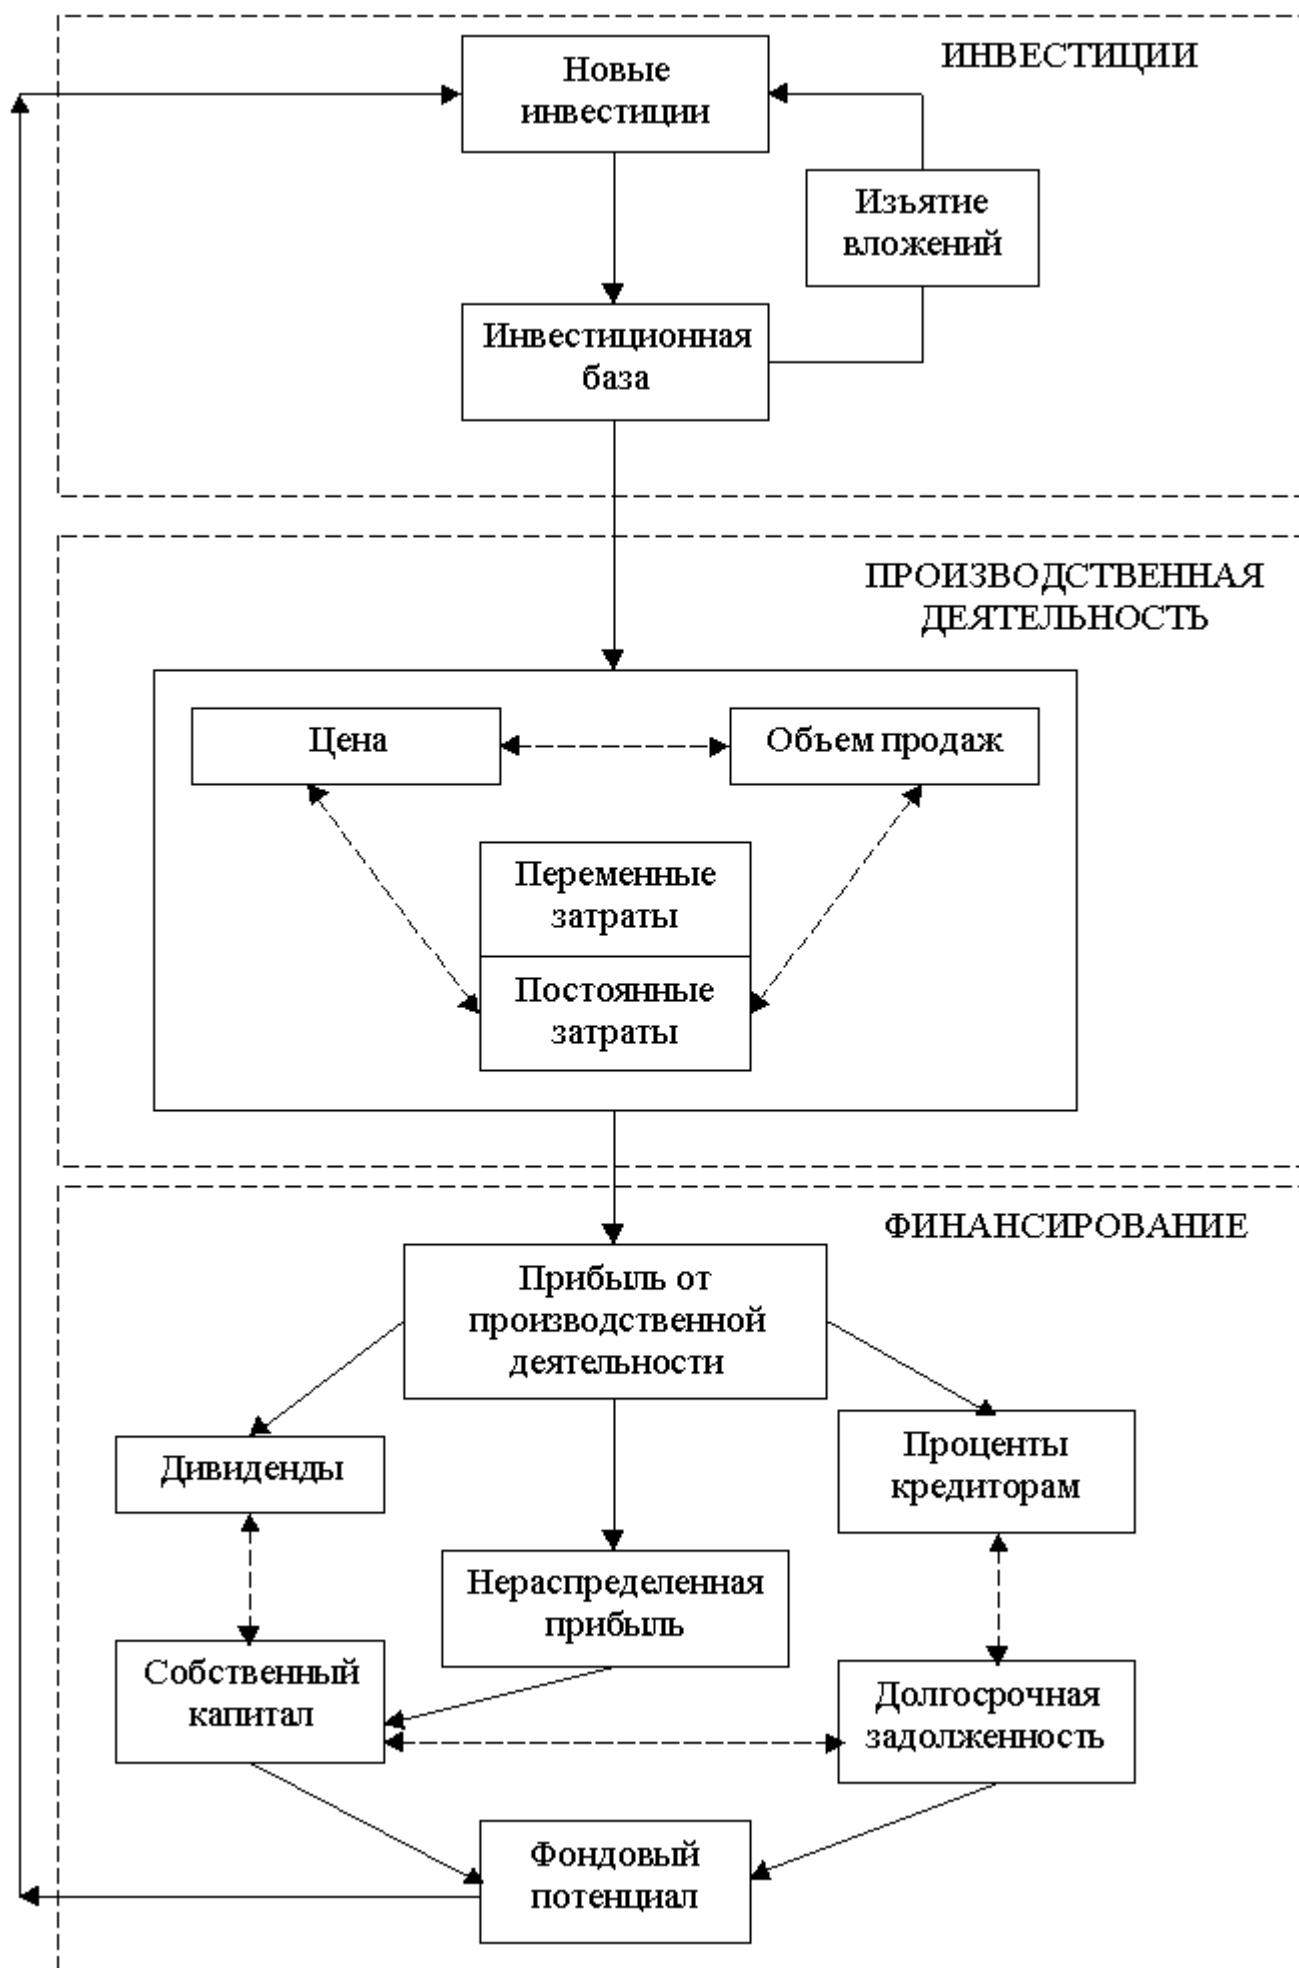 ИНВЕСТИЦИИ
Новые
инвестиции
Изьятие
вложений
Инвестиционная
база
ПРОИЗВОДСТВЕННАЯ
ДЕЯТЕЛЬНОСТЬ
Цена
Объем продаж
Переменные
затраты
Постоянные
затраты
ФИНАНСИРОВАНИЕ
Прибыль от
производственной
деятельности
Дивиденды
Проценты
кредиторам
Нераспределенная
прибыль
Собственный
капитал
Долгосрочная
задолженность
Фондовый
потенциал